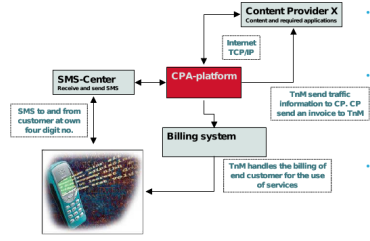 Content Provider X
Content and required applications
Internet
TCP/IP
SMS-Center
Receive and send SMS
CPA-platform
TnM send traffic
information to CP. CP
send an invoice to TnM
SMS to and from
customer at own
four digit no.
Billing system
TnM handles the billing of
end customer for the use
of services